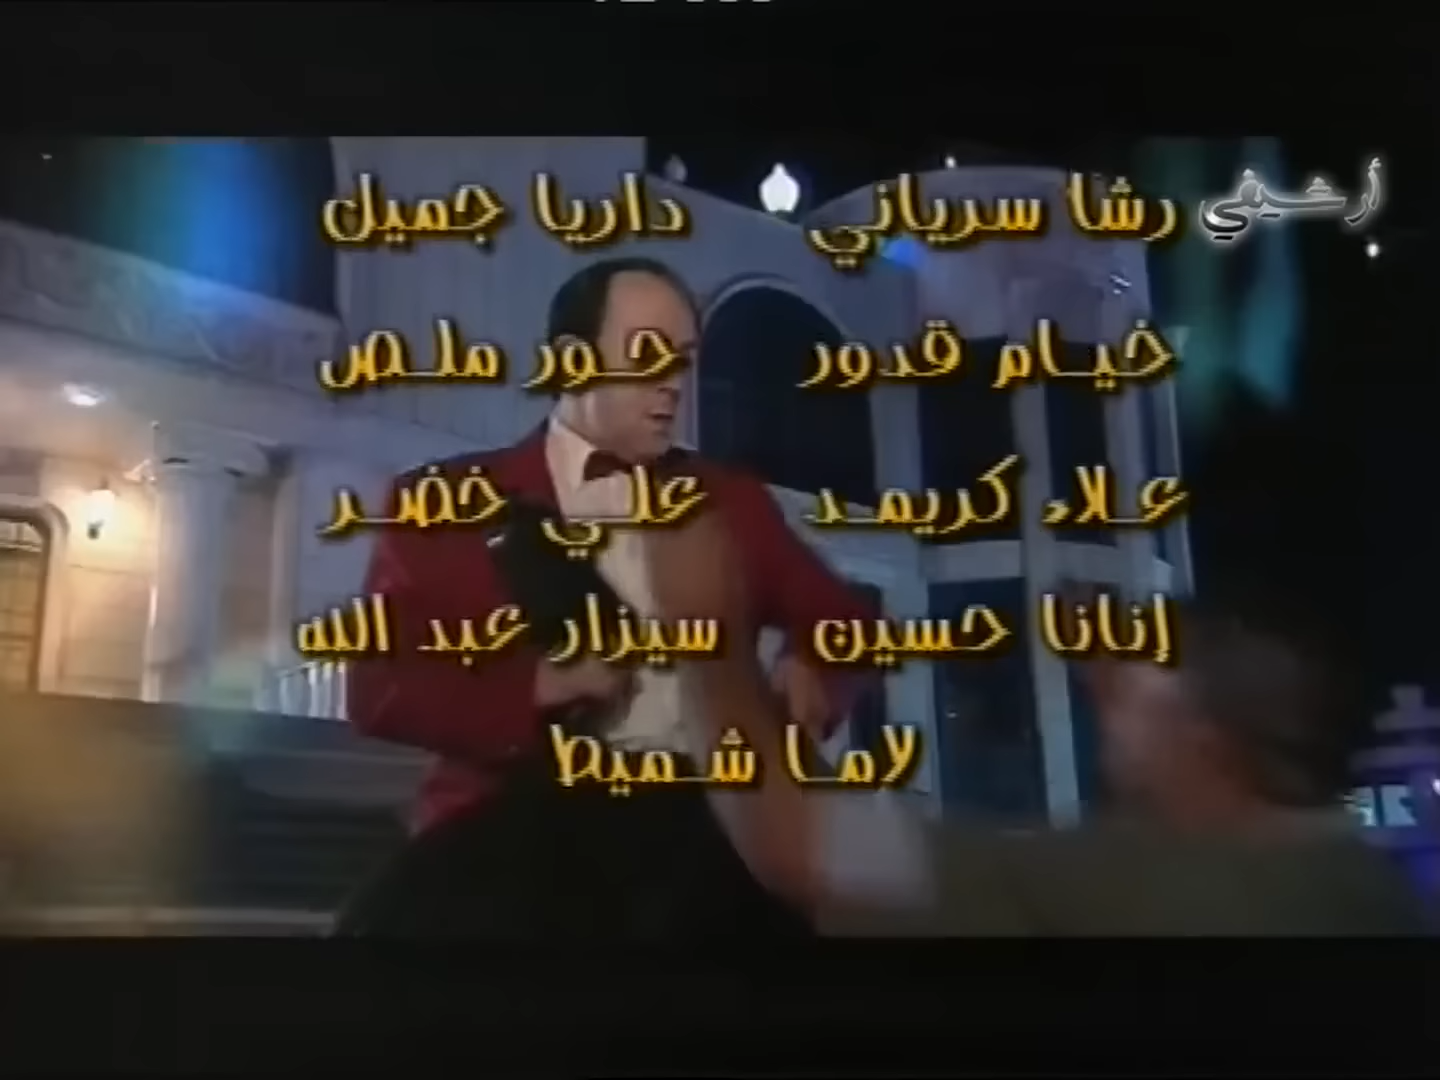 رشا سرياني داريا جميل
أرشيفي
خيام قدور حور ملص
علاء كريمد علي خضر
إنانا حسين سيزار عبد اليه
لاما شميط